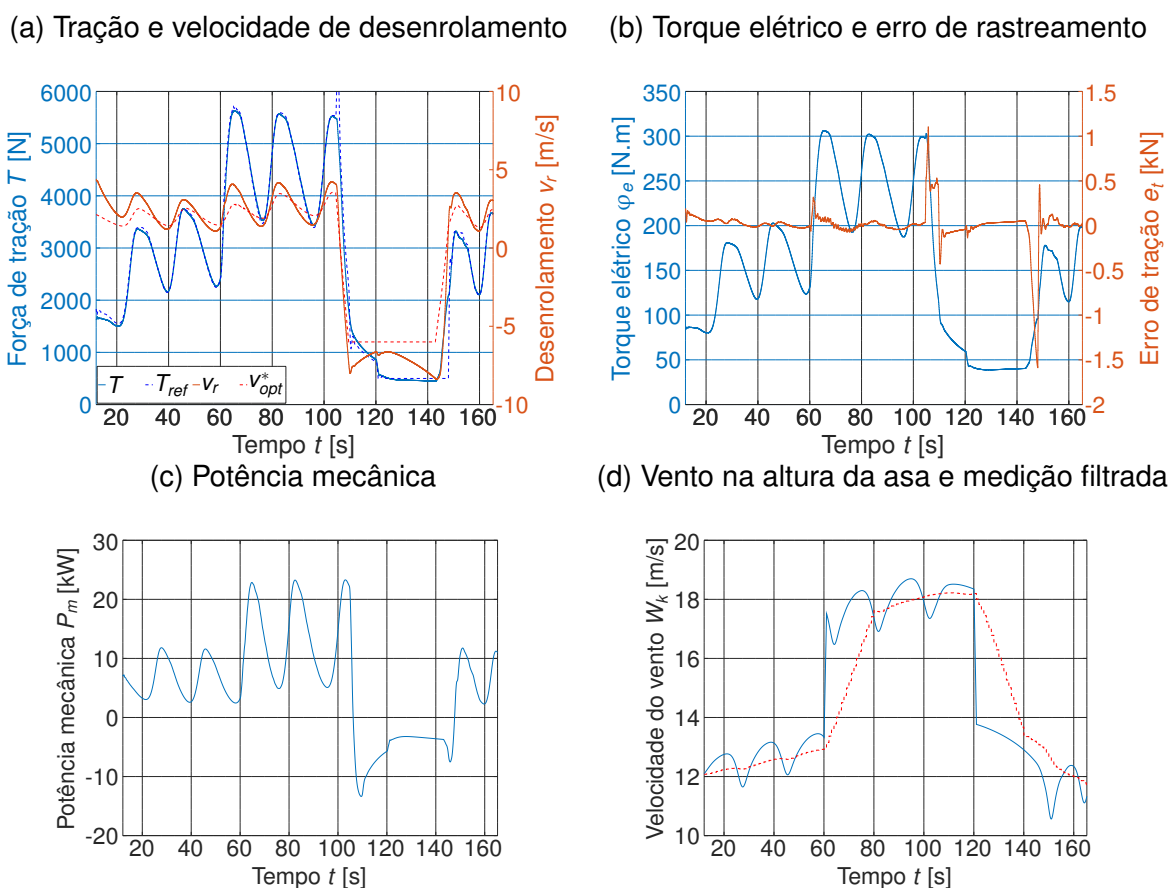 (a) Tração e velocidade de desenrolamento
(b) Torque elétrico e erro de rastreamento
Força de tração T [N]
6000
5000
4000
3000
2000
1000
0
10
5
0
-5
-10
Desenrolamento v_r [m/s]
T T_ref v_r v*_opt
20 40 60 80 100 120 140 160
Tempo t [s]
Torque elétrico φ_e [N.m]
350
300
250
200
150
100
50
0
1.5
1
0.5
0
-0.5
-1
-1.5
-2
Erro de tração e_t [kN]
20 40 60 80 100 120 140 160
Tempo t [s]
(c) Potência mecânica
(d) Vento na altura da asa e medição filtrada
Potência mecânica P_m [kW]
30
20
10
0
-10
-20
20 40 60 80 100 120 140 160
Tempo t [s]
Velocidade do vento W_k [m/s]
20
18
16
14
12
10
20 40 60 80 100 120 140 160
Tempo t [s]